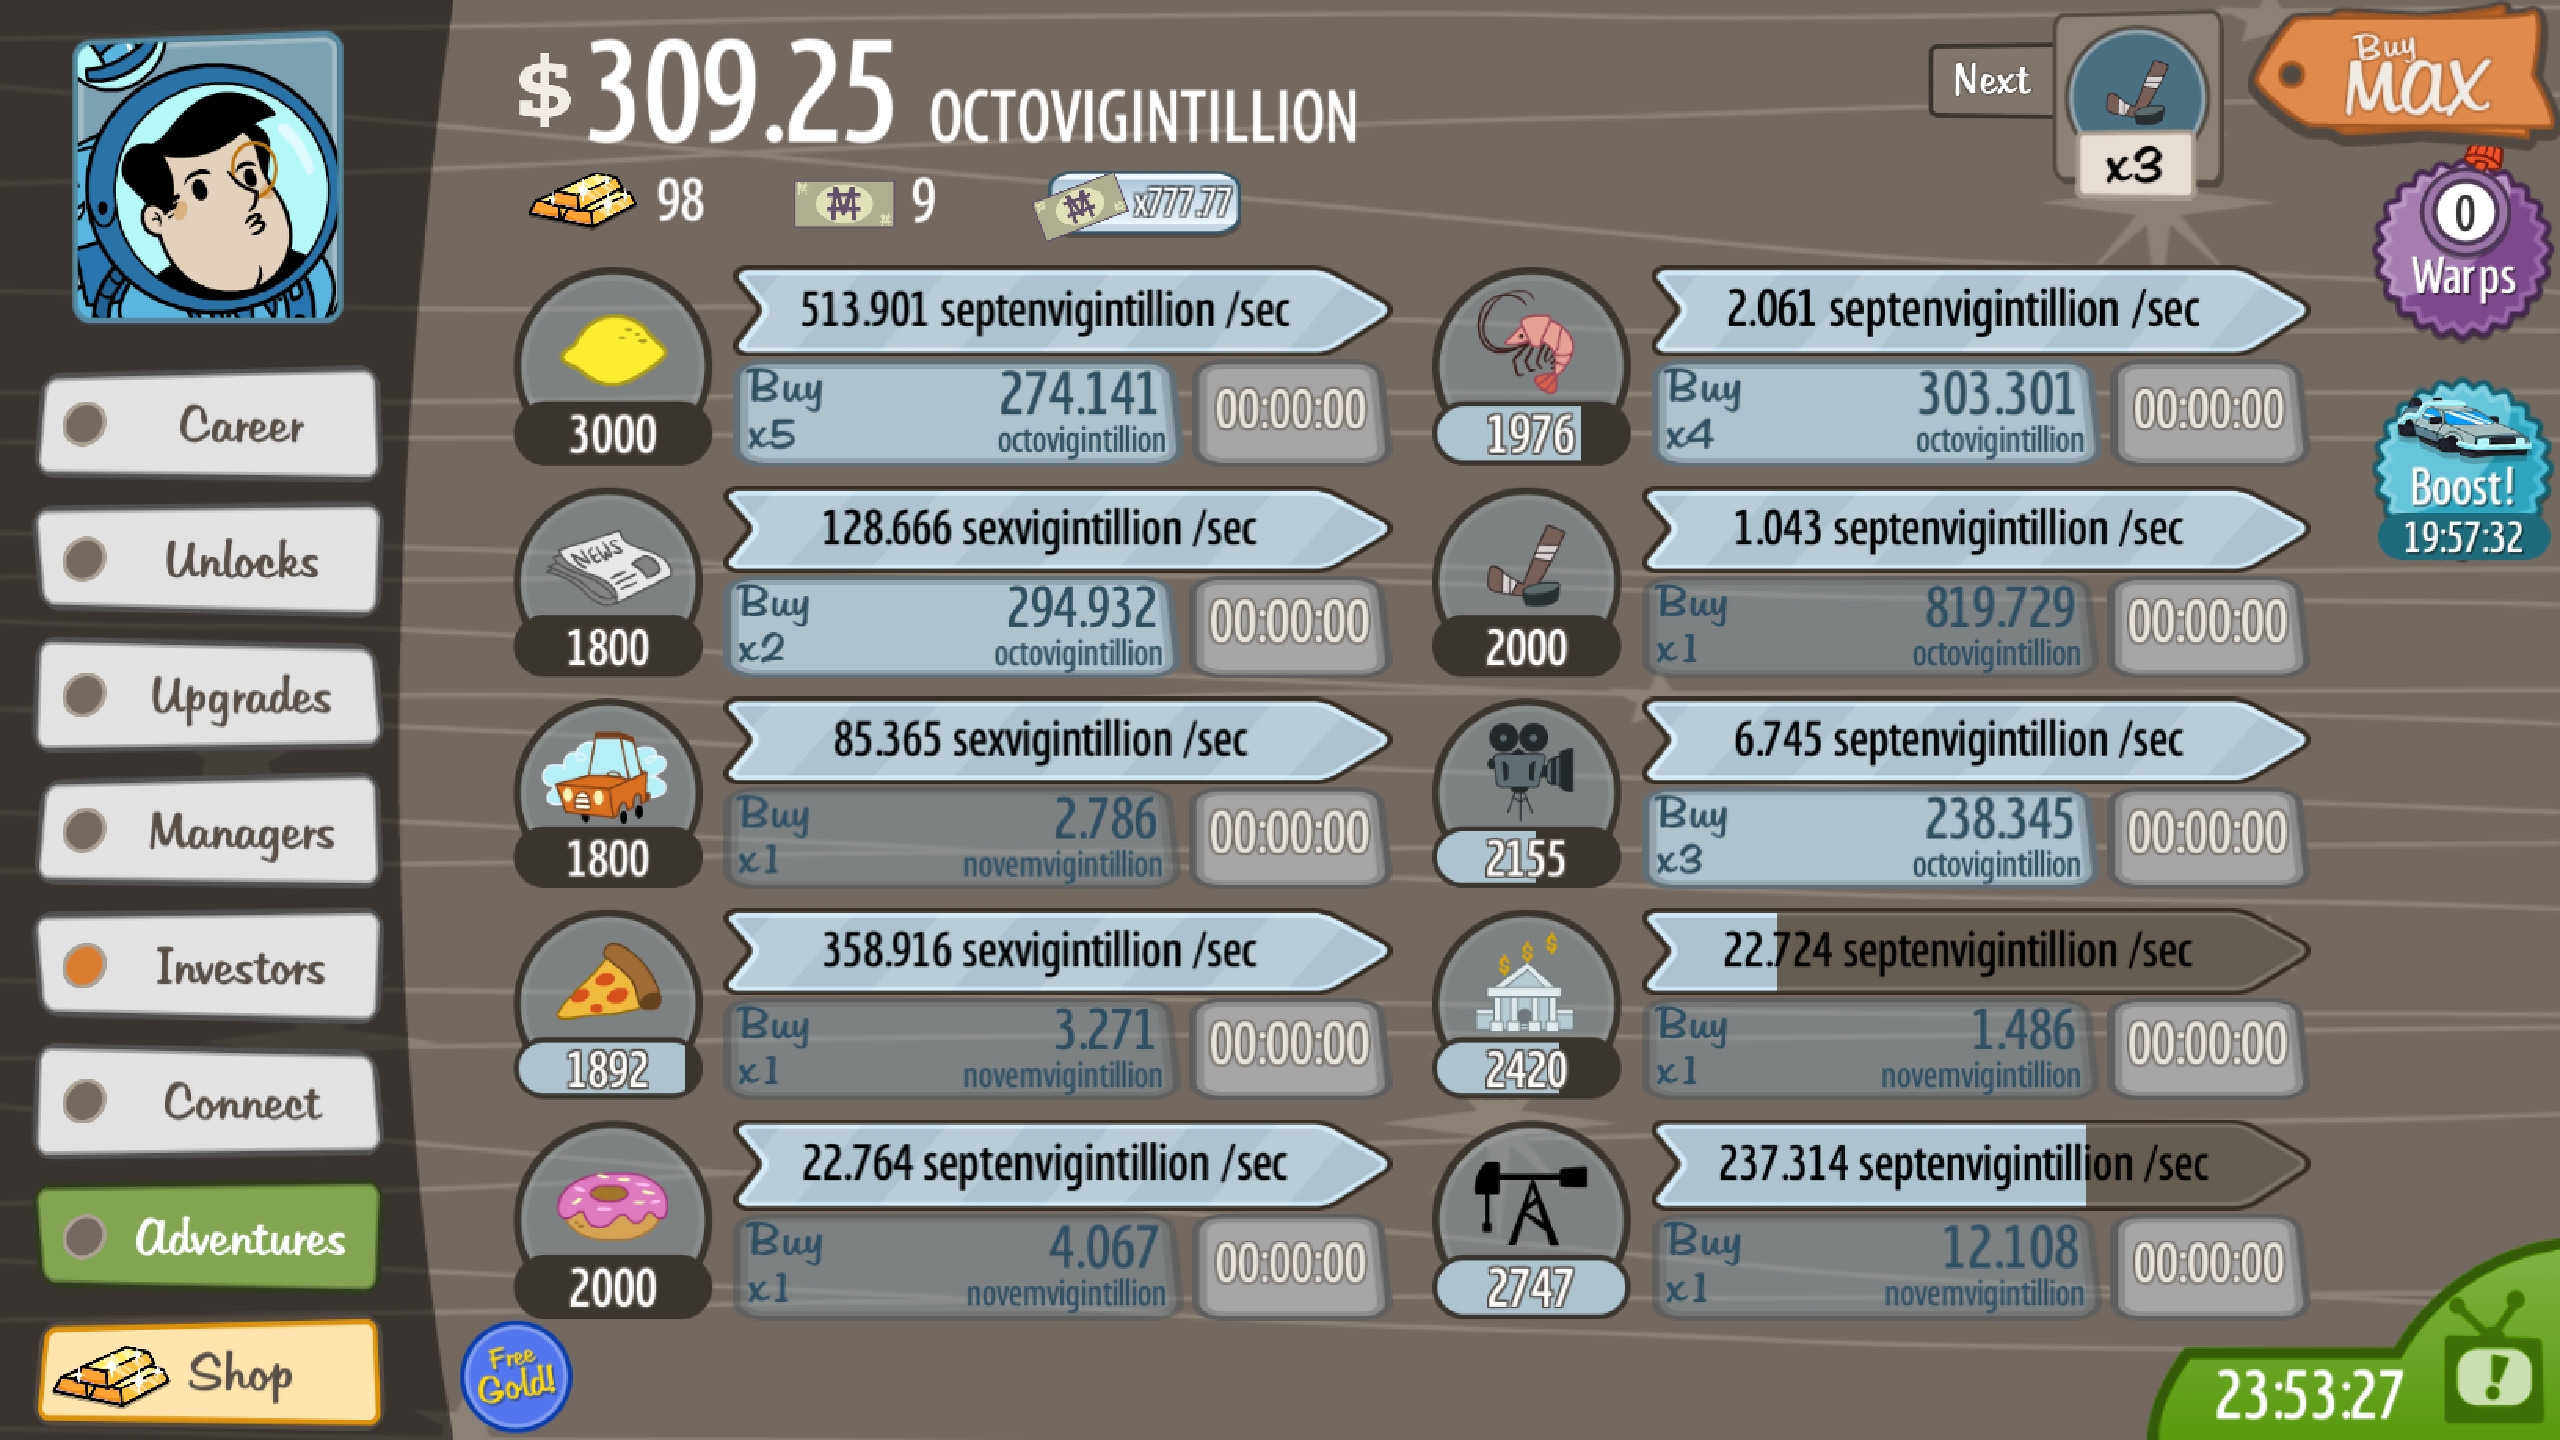 $ 309.25 OCTOVIGINTILLION
Next
x3
Buy
MAX
98
9
x777.77
0
Warps
Boost!
19:57:32
Career
Unlocks
Upgrades
Managers
Investors
Connect
Adventures
Shop
513.901 septenvigintillion /sec
3000
Buy
x5
274.141
octovigintillion
00:00:00
2.061 septenvigintillion /sec
1976
Buy
x4
303.301
octovigintillion
00:00:00
NEWS
128.666 sexvigintillion /sec
1800
Buy
x2
294.932
octovigintillion
00:00:00
1.043 septenvigintillion /sec
2000
Buy
x1
819.729
octovigintillion
00:00:00
85.365 sexvigintillion /sec
1800
Buy
x1
2.786
novemvigintillion
00:00:00
6.745 septenvigintillion /sec
2155
Buy
x3
238.345
octovigintillion
00:00:00
358.916 sexvigintillion /sec
1892
Buy
x1
3.271
novemvigintillion
00:00:00
22.724 septenvigintillion /sec
2420
Buy
x1
1.486
novemvigintillion
00:00:00
22.764 septenvigintillion /sec
2000
Buy
x1
4.067
novemvigintillion
00:00:00
237.314 septenvigintillion /sec
2747
Buy
x1
12.108
novemvigintillion
00:00:00
Free
Gold!
23:53:27